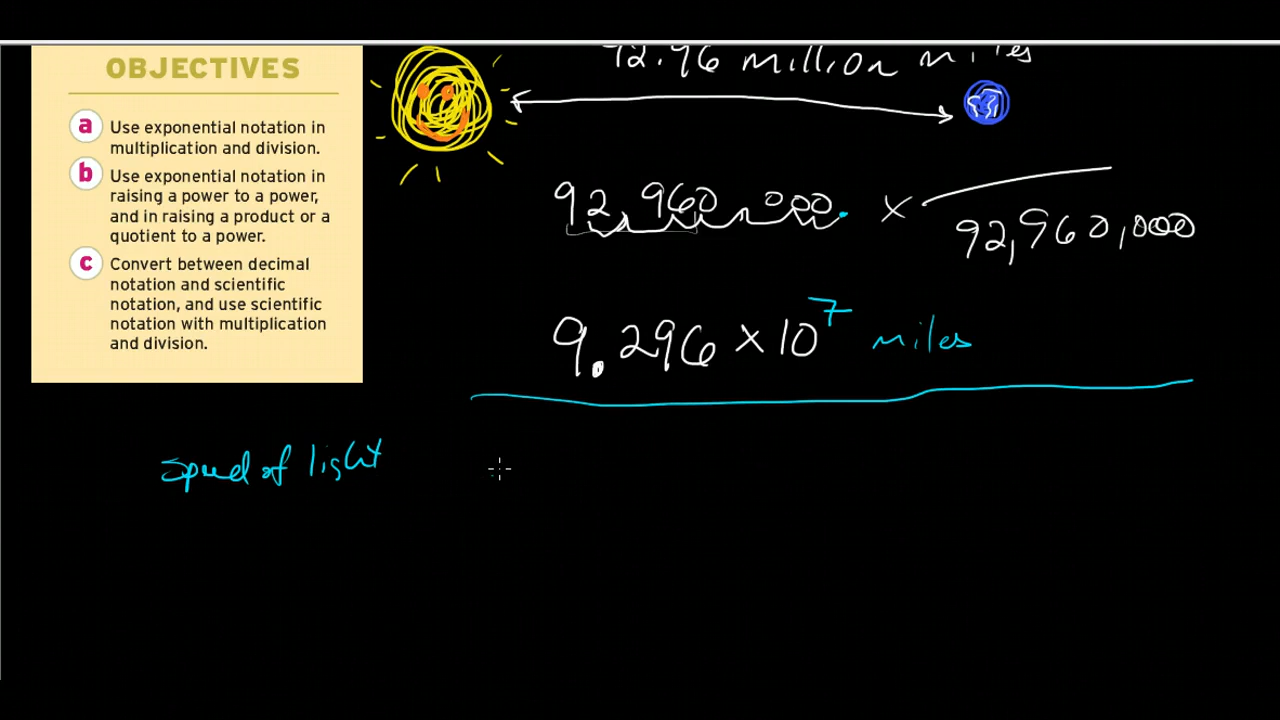 OBJECTIVES
a Use exponential notation in
multiplication and division.
b Use exponential notation in
raising a power to a power,
and in raising a product or a
quotient to a power.
c Convert between decimal
notation and scientific
notation, and use scientific
notation with multiplication
and division.
92.96 million miles
92,960,000. ×
92,960,000
9.296 × 10⁷ miles
speed of light